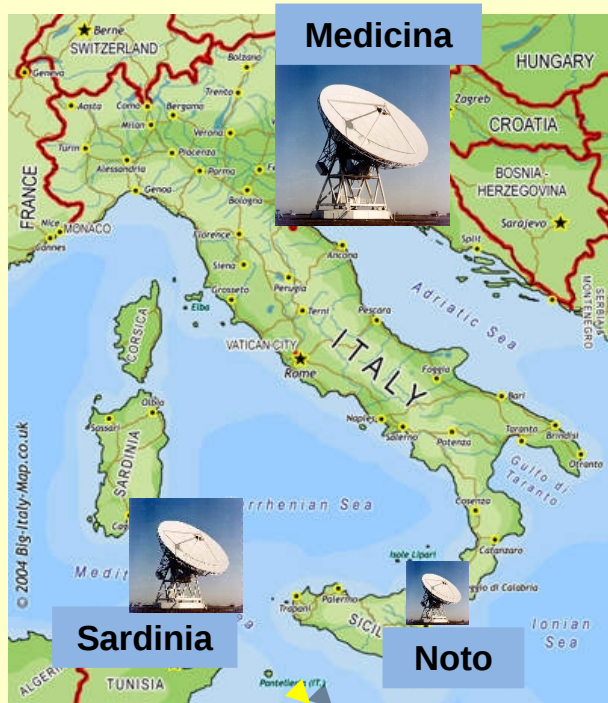 Medicina
Berne
SWITZERLAND
HUNGARY
Geneva
Bolzano
Trento
Zagreb
CROATIA
Aosta
Como
Bergamo
Milan
Verona
Turin
Piacenza
Alessandria
Parma
Genoa
Bologna
BOSNIA-
HERZEGOVINA
Sarajevo
FRANCE
Nice
MONACO
Cannes
Florence
Ancona
Split
Siena
Perugia
Grosseto
Elba
Terni
Pescara
Adriatic Sea
MONTENEGRO
CORSICA
VATICAN CITY
Rome
ITALY
Foggia
Bari
Olbia
Sassari
Naples
Salerno
Potenza
Taranto
Brindisi
Otranto
Gulfo di
Taranto
SARDINIA
rrhenian Sea
Cosenza
Catanzaro
Isole Lipari
Medi
Trapani
Palermo
SICIL
ggio di Calabria
Ionian
Sea
Sardinia
Noto
TUNISIA
Pantelleria (IT.)
© 2004 Big-Italy-Map.co.uk